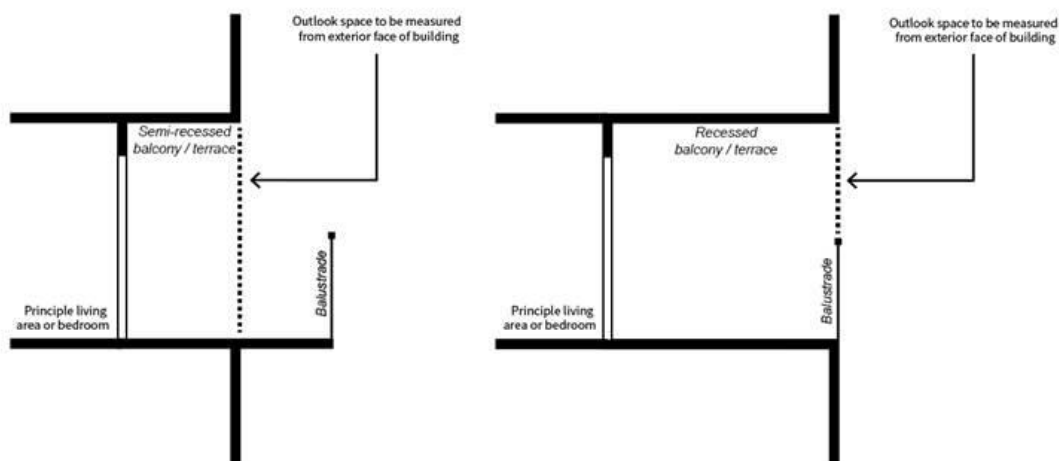 Outlook space to be measured
from exterior face of building
Semi-recessed
balcony / terrace
Balustrade
Principle living
area or bedroom
Outlook space to be measured
from exterior face of building
Recessed
balcony / terrace
Balustrade
Principle living
area or bedroom